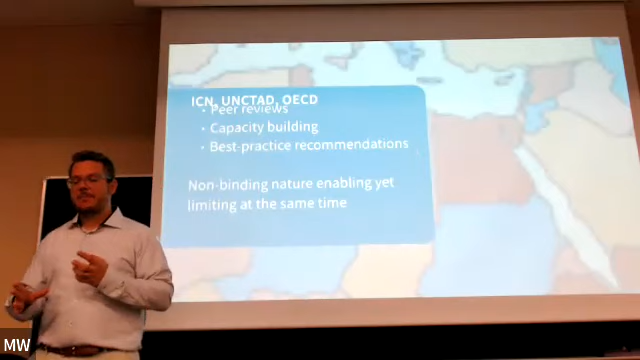 ICN, UNCTAD, OECD
• Peer reviews
• Capacity building
• Best-practice recommendations
Non-binding nature enabling yet
limiting at the same time
MW